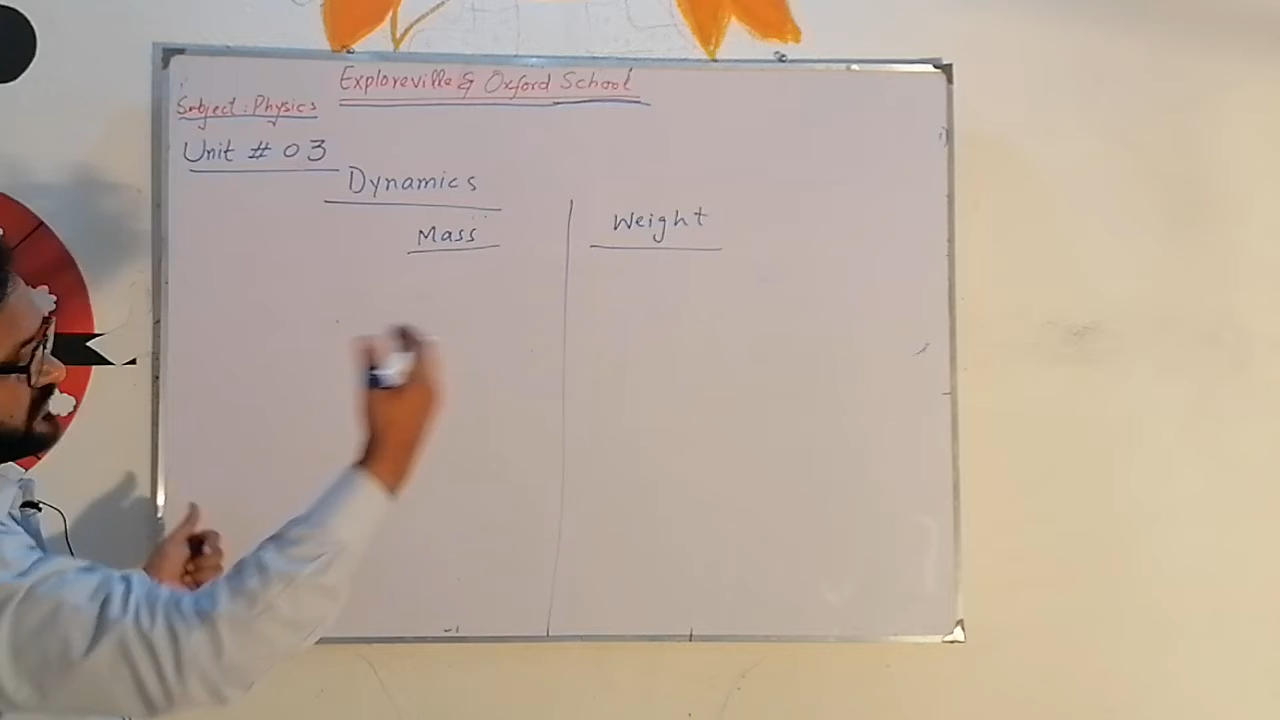 Exploreville & Oxford School
Subject: Physics
Unit # 03
Dynamics
Mass
Weight